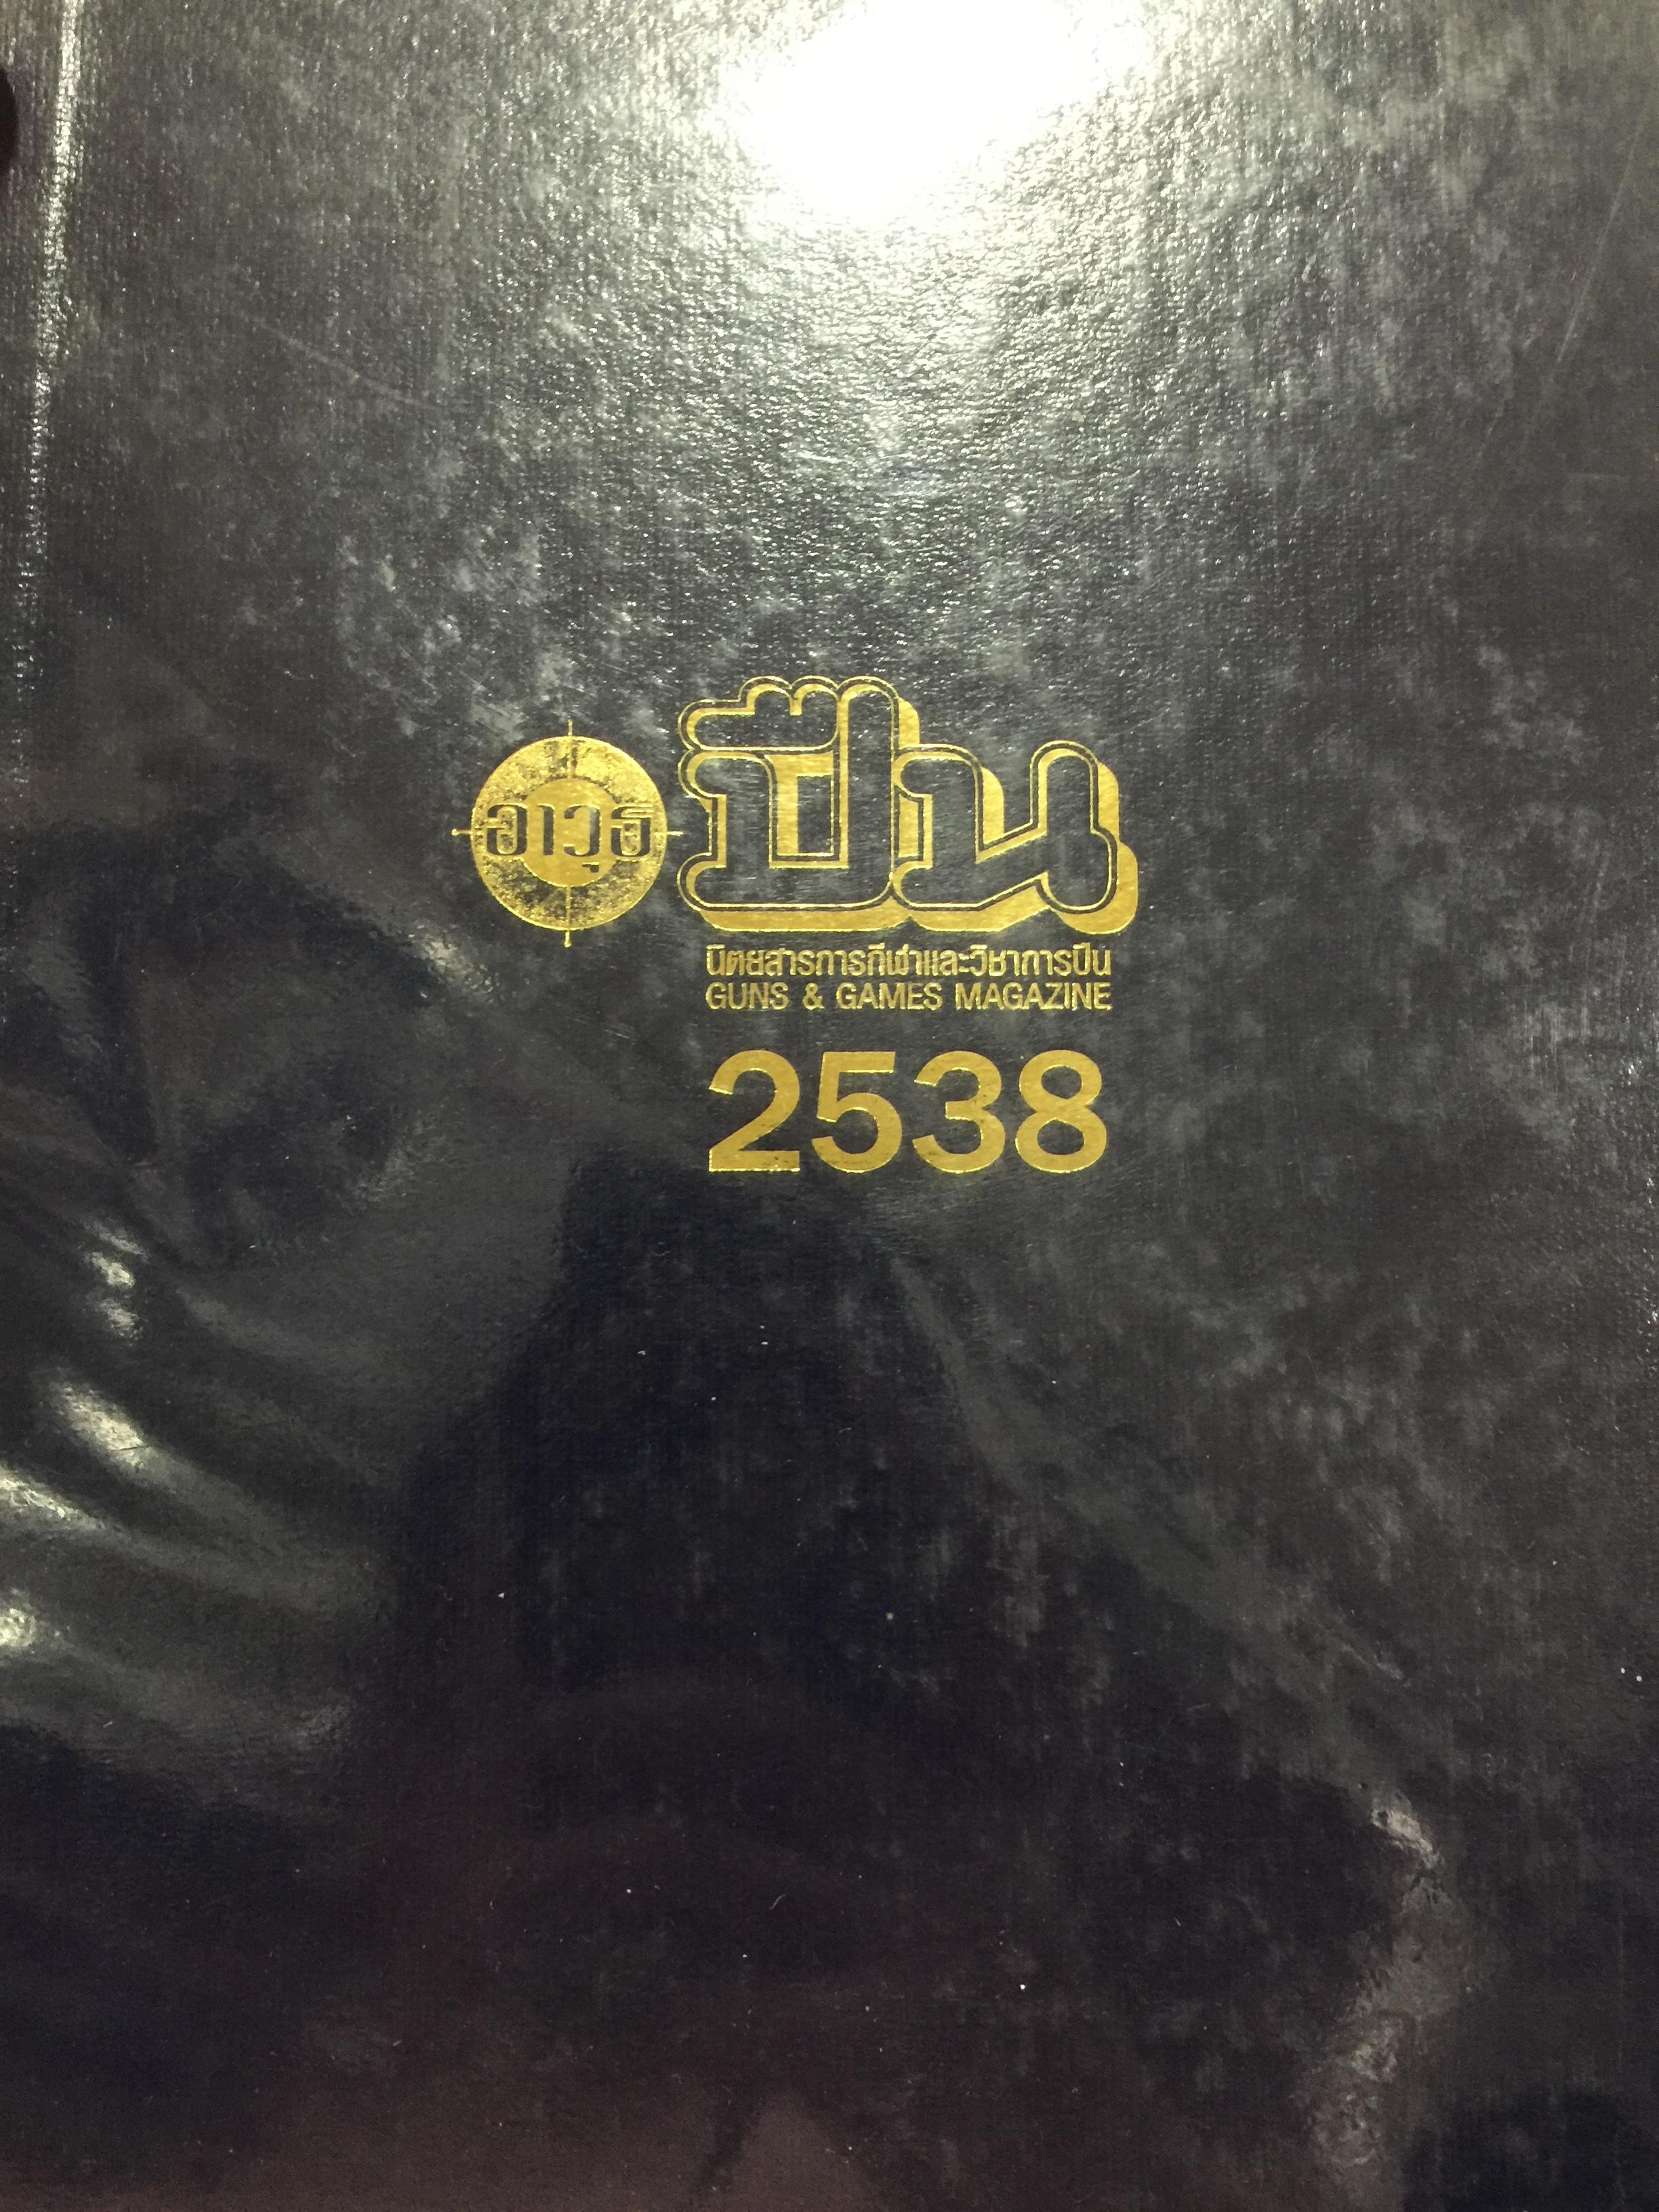 อาวุธ ปืน
นิตยสารการกีฬาและวิชาการปืน
GUNS & GAMES MAGAZINE
2538